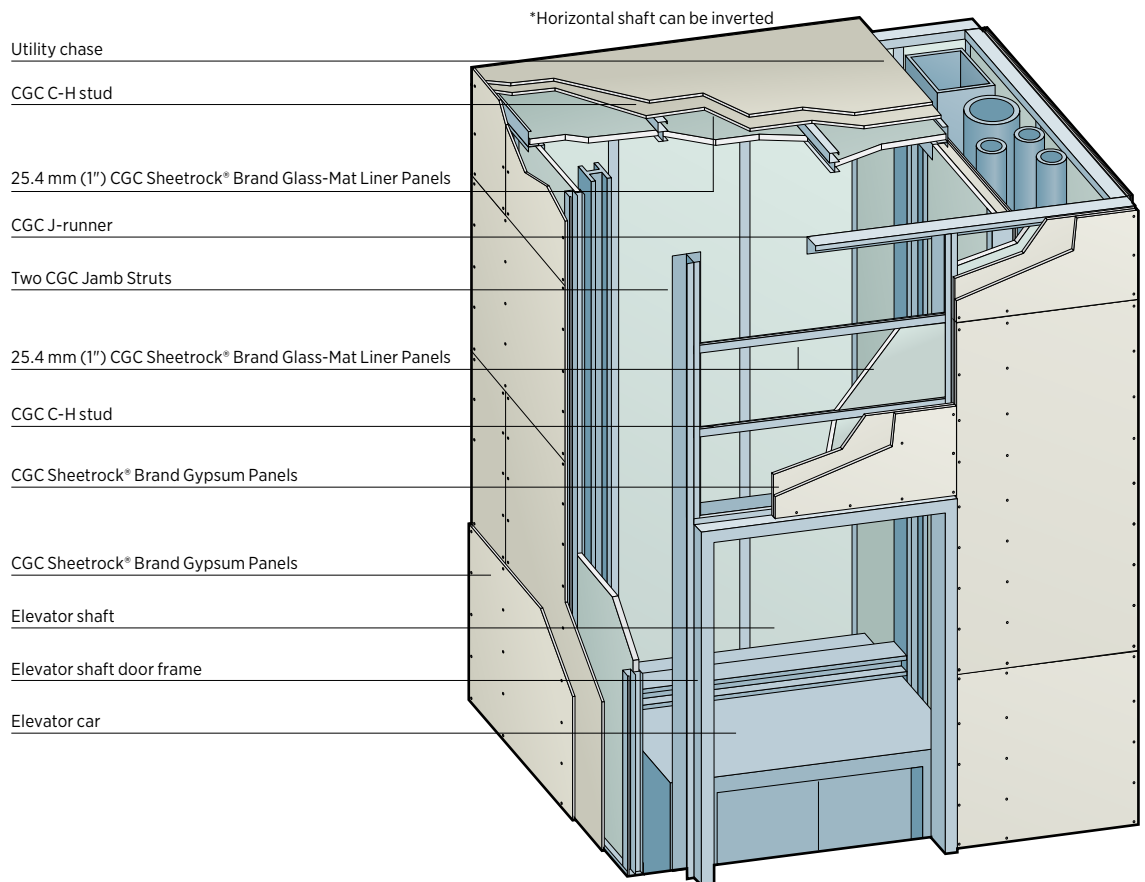 *Horizontal shaft can be inverted
Utility chase
CGC C-H stud
25.4 mm (1") CGC Sheetrock® Brand Glass-Mat Liner Panels
CGC J-runner
Two CGC Jamb Struts
25.4 mm (1") CGC Sheetrock® Brand Glass-Mat Liner Panels
CGC C-H stud
CGC Sheetrock® Brand Gypsum Panels
CGC Sheetrock® Brand Gypsum Panels
Elevator shaft
Elevator shaft door frame
Elevator car